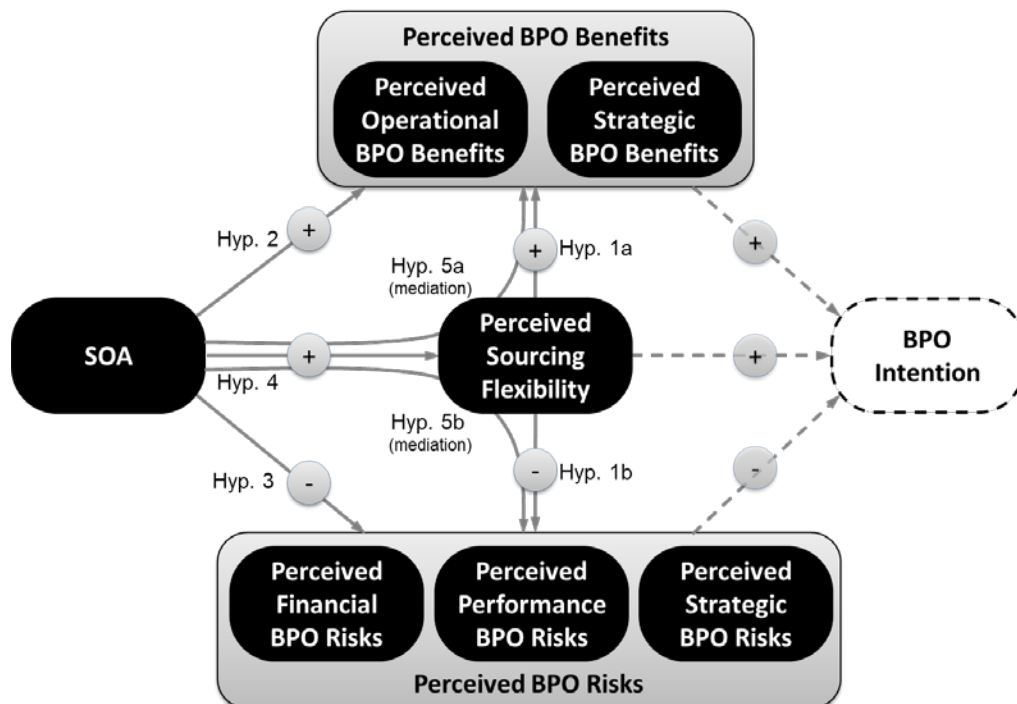 Perceived BPO Benefits
Perceived
Operational
BPO Benefits
Perceived
Strategic
BPO Benefits
+
Hyp. 2
+
Hyp. 1a
+
Hyp. 5a
(mediation)
SOA
+
Hyp. 4
Perceived
Sourcing
Flexibility
+
BPO
Intention
Hyp. 5b
(mediation)
Hyp. 3
-
-
Hyp. 1b
-
Perceived
Financial
BPO Risks
Perceived
Performance
BPO Risks
Perceived
Strategic
BPO Risks
Perceived BPO Risks